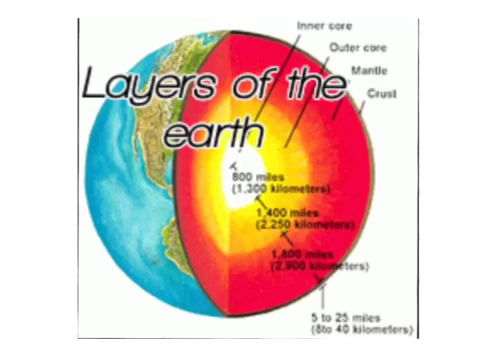 Inner core
Outer core
Mantle
Crust
Layers of the
earth
800 miles
(1,300 kilometers)
1,400 miles
(2,250 kilometers)
1,800 miles
(2,900 kilometers)
5 to 25 miles
(8to 40 kilometers)